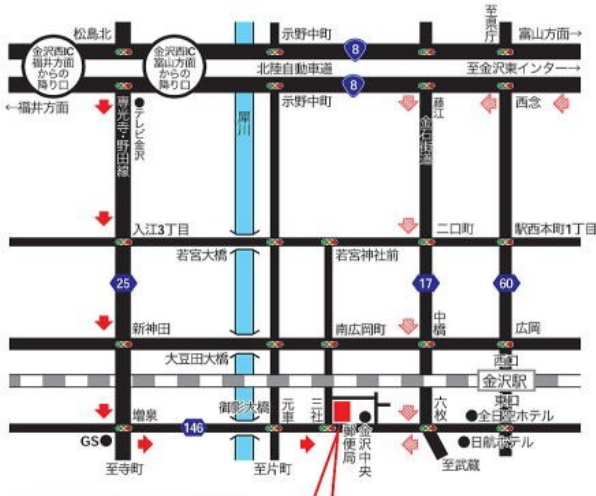 松島北
示野中町
至県庁
富山方面→
金沢西IC
福井方面
からの
降り口
金沢西IC
富山方面
からの
降り口
8
北陸自動車道
至金沢東インター→
8
←福井方面
専光寺・野田線
テレビ金沢
犀川
示野中町
藤江
金石街道
西念
入江3丁目
若宮大橋
若宮神社前
二口町
駅西本町1丁目
25
17
60
新神田
南広岡町
中橋
広岡
大豆田大橋
西口
金沢駅
東口
増泉
146
御影大橋
元車
三社
金沢中央
郵便局
六枚
全日空ホテル
日航ホテル
GS
至寺町
至片町
至武蔵